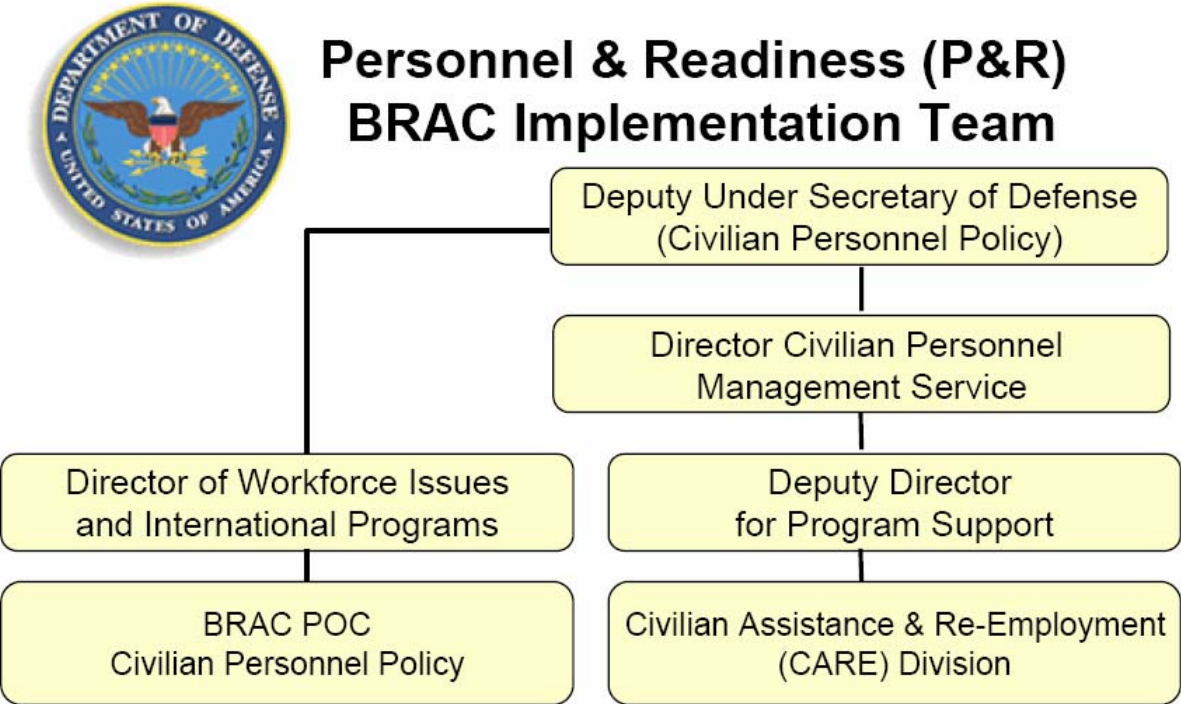 DEPARTMENT OF DEFENSE
UNITED STATES OF AMERICA
Personnel & Readiness (P&R)
BRAC Implementation Team
Deputy Under Secretary of Defense
(Civilian Personnel Policy)
Director Civilian Personnel
Management Service
Director of Workforce Issues
and International Programs
Deputy Director
for Program Support
BRAC POC
Civilian Personnel Policy
Civilian Assistance & Re-Employment
(CARE) Division